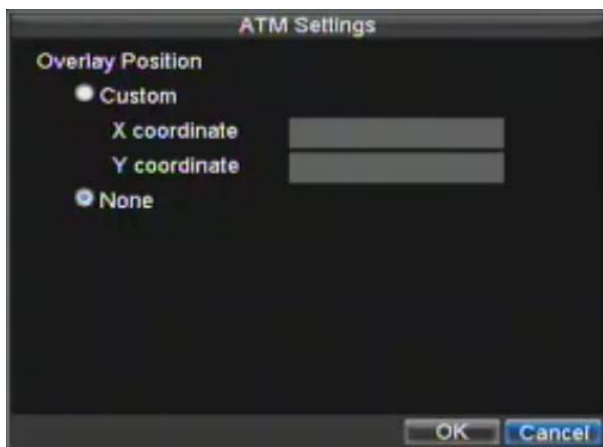 ATM Settings
Overlay Position
Custom
X coordinate
Y coordinate
None
OK Cancel